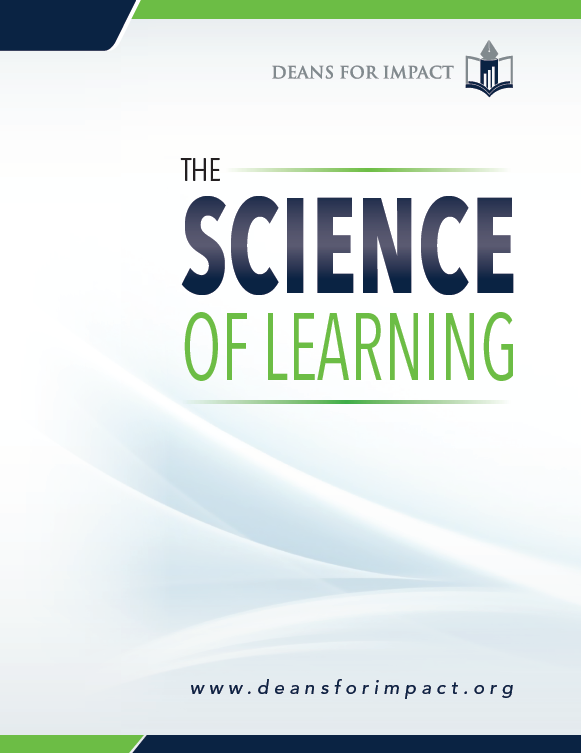 DEANS FOR IMPACT
THE
SCIENCE
OF LEARNING
www.deansforimpact.org